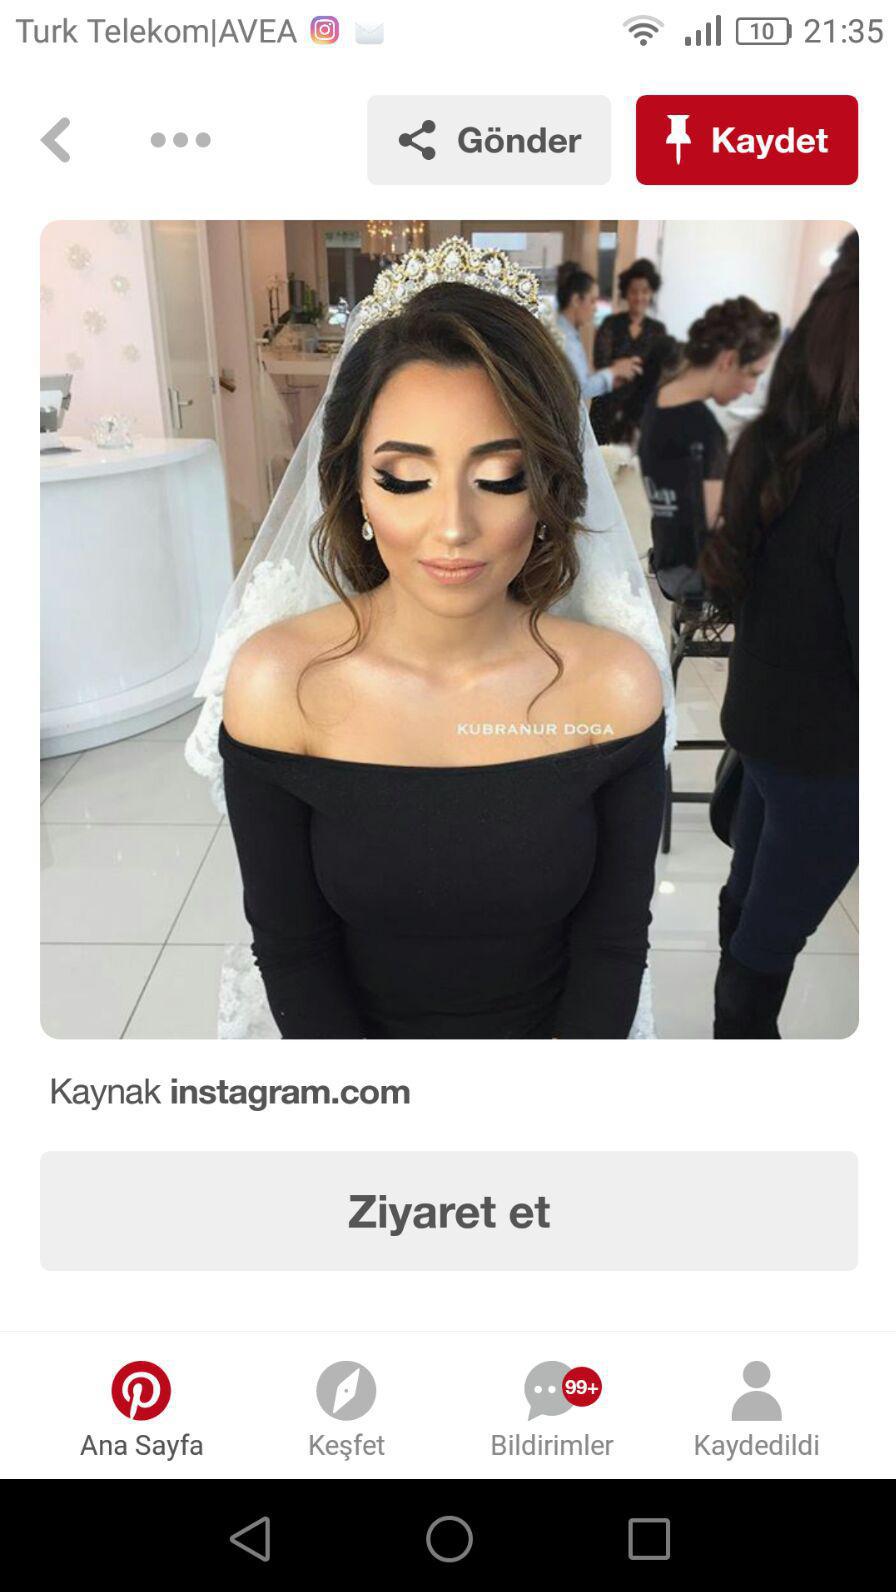 Turk Telekom|AVEA
10 21:35
Gönder
Kaydet
KUBRANUR DOGA
Kaynak instagram.com
Ziyaret et
99+
Ana Sayfa
Keşfet
Bildirimler
Kaydedildi